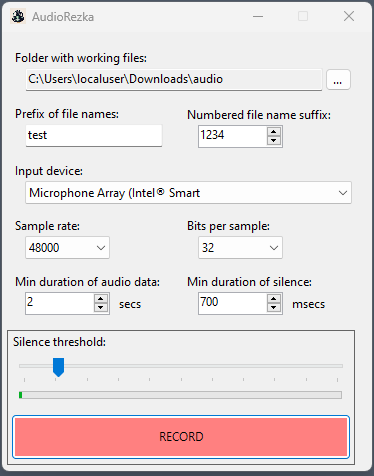 AudioRezka
Folder with working files:
C:\Users\localuser\Downloads\audio
...
Prefix of file names:
Numbered file name suffix:
test
1234
Input device:
Microphone Array (Intel® Smart
Sample rate:
Bits per sample:
48000
32
Min duration of audio data:
Min duration of silence:
2 secs
700 msecs
Silence threshold:
RECORD